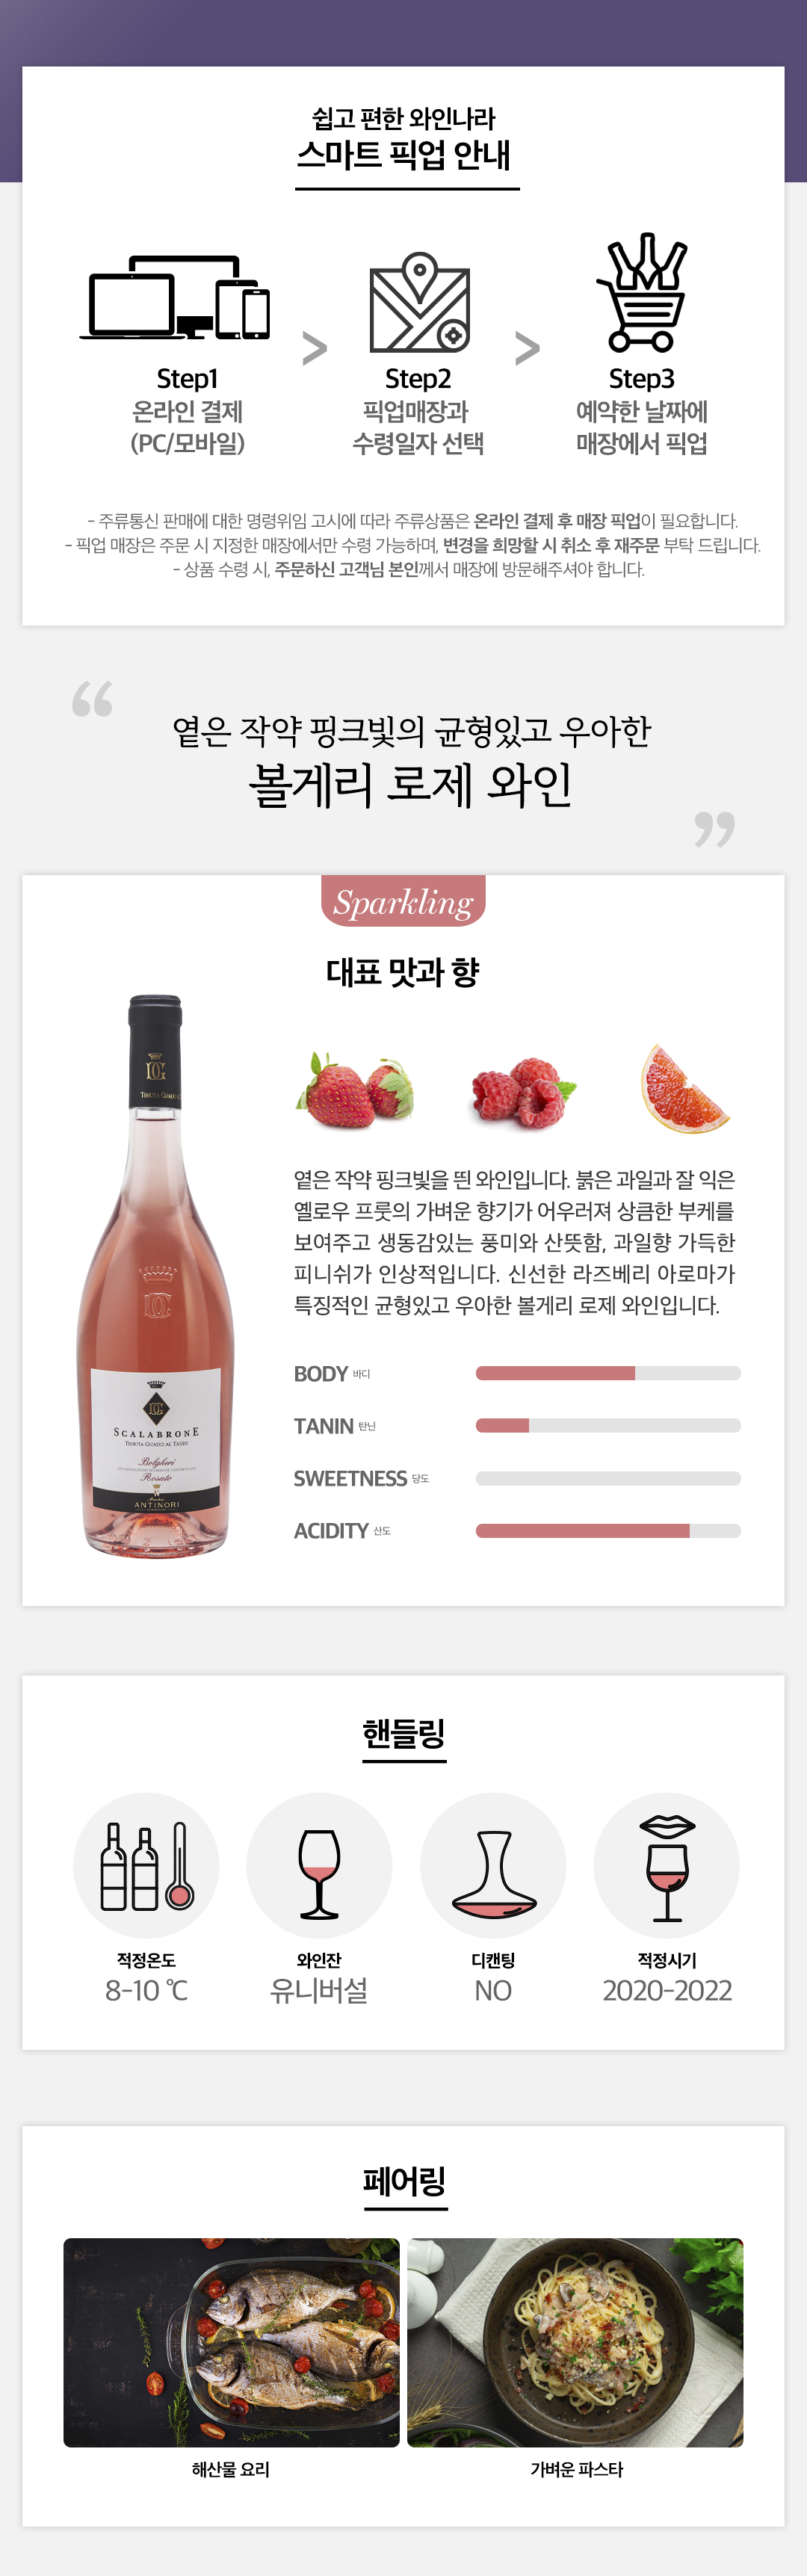 쉽고 편한 와인나라
스마트 픽업 안내
Step1
온라인 결제
(PC/모바일)
>
Step2
픽업매장과
수령일자 선택
>
Step3
예약한 날짜에
매장에서 픽업
- 주류통신 판매에 대한 명령위임 고시에 따라 주류상품은 온라인 결제 후 매장 픽업이 필요합니다.
- 픽업 매장은 주문 시 지정한 매장에서만 수령 가능하며, 변경을 희망할 시 취소 후 재주문 부탁 드립니다.
- 상품 수령 시, 주문하신 고객님 본인께서 매장에 방문해주셔야 합니다.
“
옅은 작약 핑크빛의 균형있고 우아한
볼게리 로제 와인
”
Sparkling
대표 맛과 향
DG
TENUTA GUADO AL
옅은 작약 핑크빛을 띈 와인입니다. 붉은 과일과 잘 익은
옐로우 프룻의 가벼운 향기가 어우러져 상큼한 부케를
보여주고 생동감있는 풍미와 산뜻함, 과일향 가득한
피니쉬가 인상적입니다. 신선한 라즈베리 아로마가
특징적인 균형있고 우아한 볼게리 로제 와인입니다.
DG
DG
SCALABRONE
TENUTA GUADO AL TASSO
Bolgheri
Rosato
ANTINORI
BODY 바디
TANIN 탄닌
SWEETNESS 당도
ACIDITY 산도
핸들링
적정온도
8-10 ℃
와인잔
유니버설
디캔팅
NO
적정시기
2020-2022
페어링
해산물 요리
가벼운 파스타